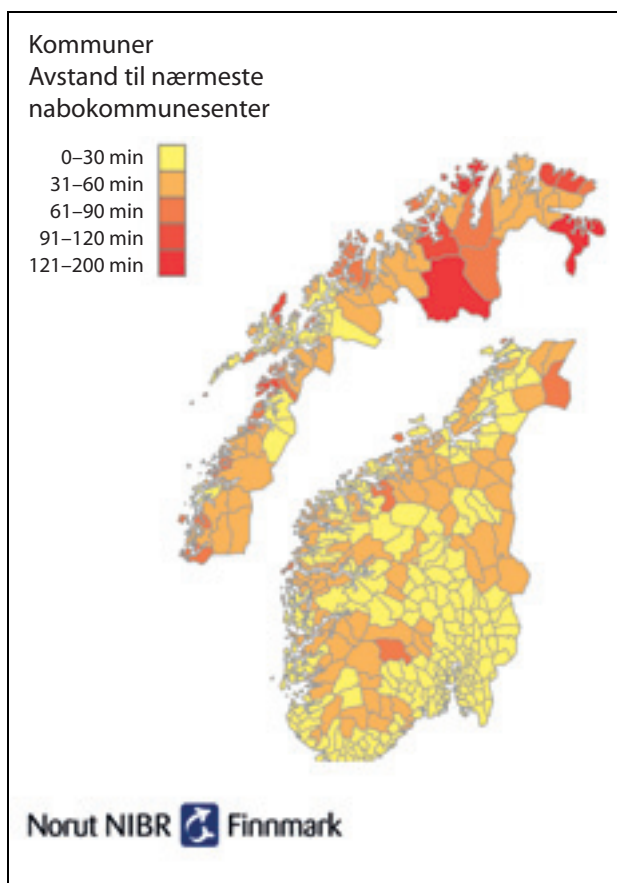 Kommuner
Avstand til nærmeste
nabokommunesenter
0–30 min
31–60 min
61–90 min
91–120 min
121–200 min
Norut NIBR Finnmark